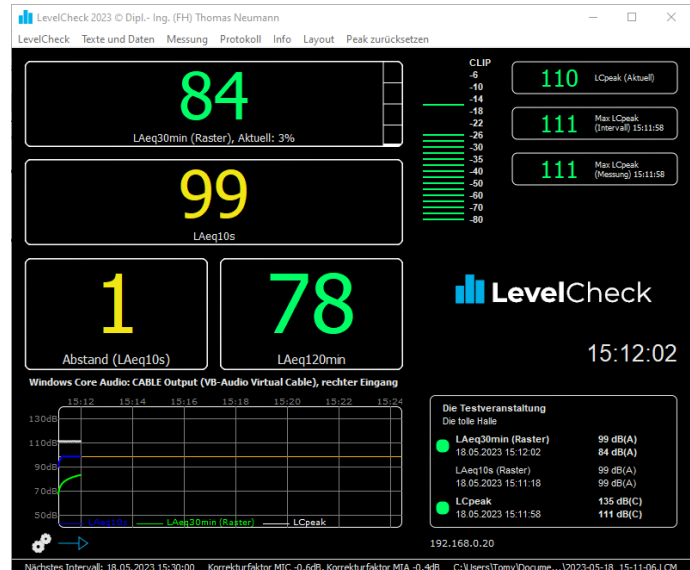 LevelCheck 2023 © Dipl.- Ing. (FH) Thomas Neumann
LevelCheck Texte und Daten Messung Protokoll Info Layout Peak zurücksetzen
84
LAeq30min (Raster), Aktuell: 3%
99
LAeq10s
1
Abstand (LAeq10s)
78
LAeq120min
CLIP
-6
-10
-14
-18
-22
-26
-30
-35
-40
-50
-60
-70
-80
110 LCpeak (Aktuell)
111 Max LCpeak
(Intervall) 15:11:58
111 Max LCpeak
(Messung) 15:11:58
LevelCheck
15:12:02
Windows Core Audio: CABLE Output (VB-Audio Virtual Cable), rechter Eingang
15:12 15:14 15:16 15:18 15:20 15:22 15:24
130dB
110dB
90dB
70dB
50dB
LAeq10s LAeq30min (Raster) LCpeak
Die Testveranstaltung
Die tolle Halle
LAeq30min (Raster) 99 dB(A)
18.05.2023 15:12:02 84 dB(A)
LAeq10s (Raster) 99 dB(A)
18.05.2023 15:11:18 99 dB(A)
LCpeak 135 dB(C)
18.05.2023 15:11:58 111 dB(C)
192.168.0.20
Nächstes Intervall: 18.05.2023 15:30:00 Korrekturfaktor MIC -0,6dB, Korrekturfaktor MIA -0,4dB C:\Users\Tomy\Docume...\2023-05-18_15-11-06.LCM